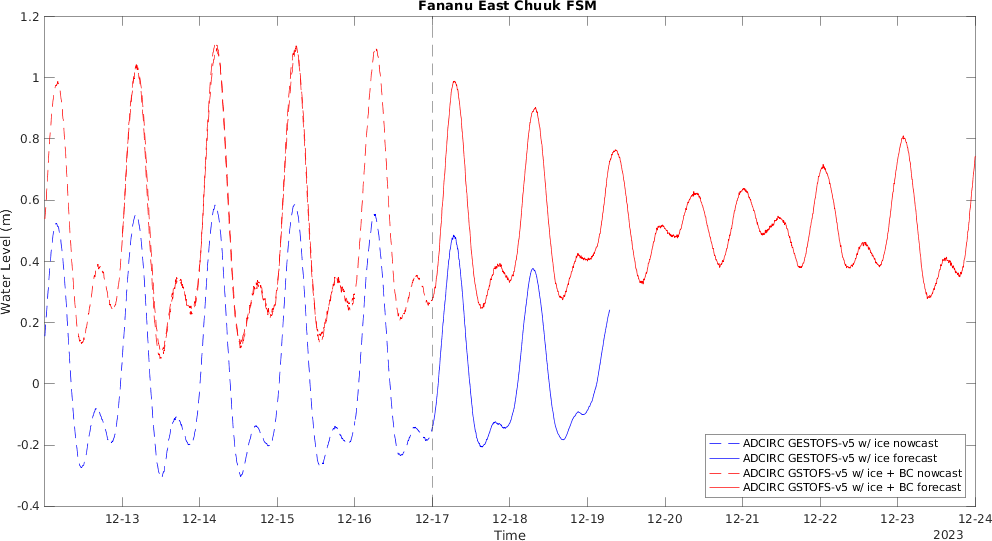 Fananu East Chuuk FSM
1.2
1
0.8
0.6
0.4
0.2
0
-0.2
-0.4
Water Level (m)
ADCIRC GESTOFS-v5 w/ ice nowcast
ADCIRC GESTOFS-v5 w/ ice forecast
ADCIRC GSTOFS-v5 w/ ice + BC nowcast
ADCIRC GSTOFS-v5 w/ ice + BC forecast
12-13 12-14 12-15 12-16 12-17 12-18 12-19 12-20 12-21 12-22 12-23 12-24
Time
2023